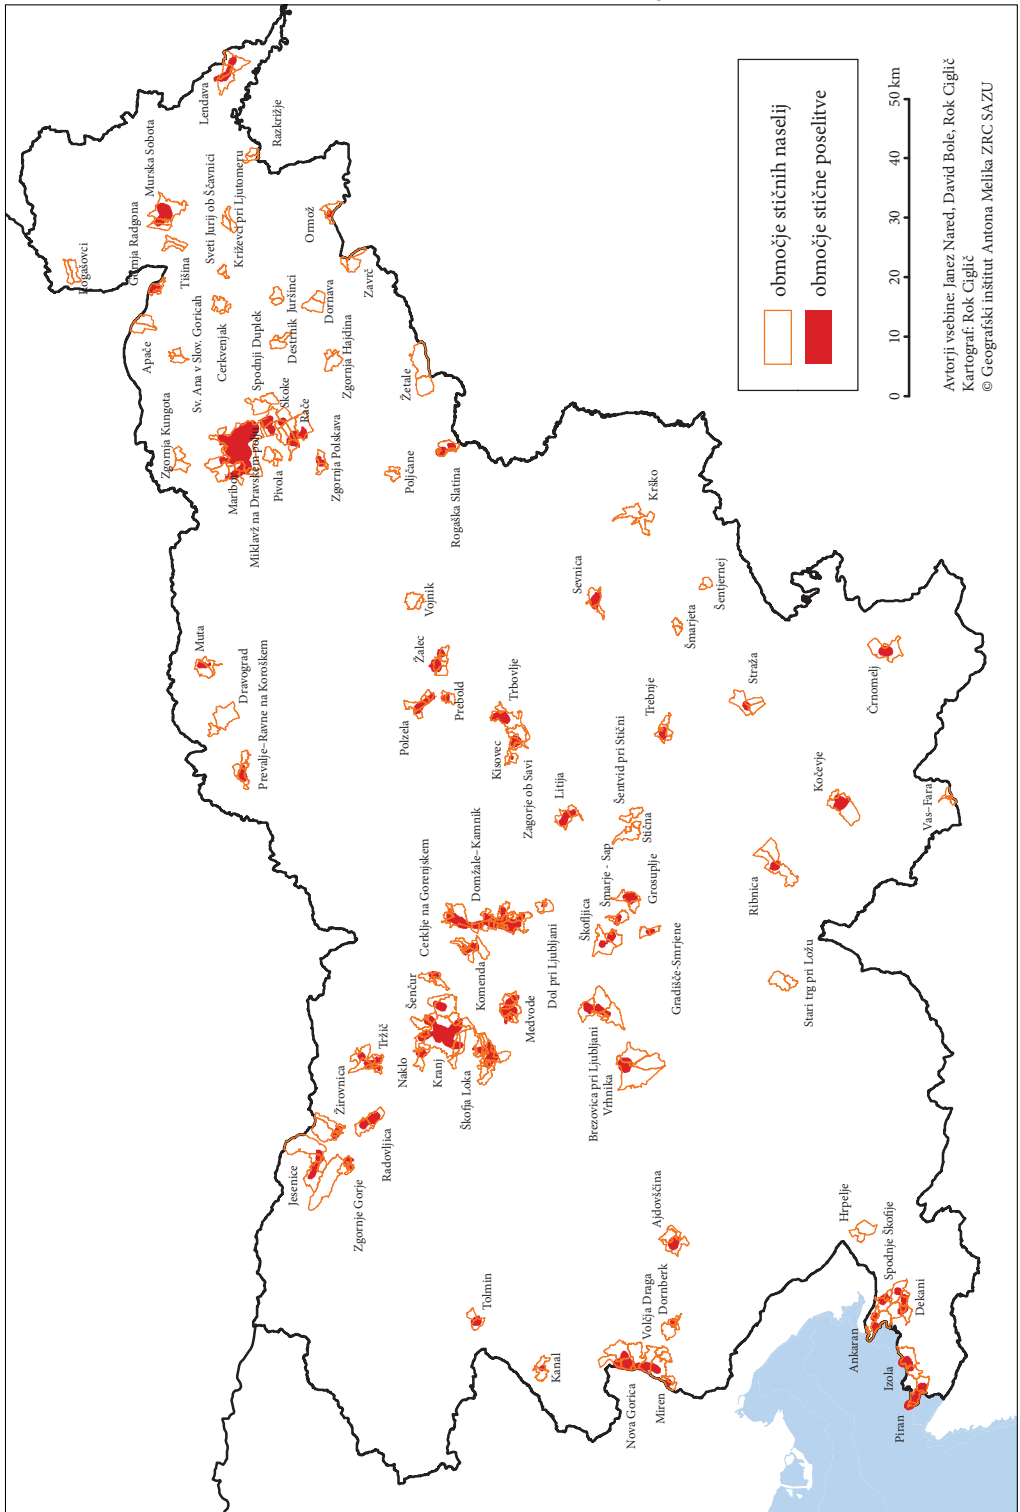 Rogašovci
Gornja Radgona
Murska Sobota
Lendava
Tišina
Sveti Jurij ob Ščavnici
Križevci pri Ljutomeru
Razkrižje
Apače
Sv. Ana v Slov. Goricah
Cerkvenjak
Spodnji Duplek
Destrnik
Juršinci
Dornava
Ormož
Zavrč
Zgornja Hajdina
Žetale
Zgornja Kungota
Maribor
Miklavž na Dravskem polju
Pivola
Skoke
Rače
Zgornja Polskava
Poljčane
Rogaška Slatina
Muta
Dravograd
Prevalje–Ravne na Koroškem
Vojnik
Žalec
Polzela
Prebold
Kisovec
Trbovlje
Zagorje ob Savi
Sevnica
Krško
Šmarjeta
Šentjernej
Straža
Trebnje
Črnomelj
Litija
Šentvid pri Stični
Stična
Kočevje
Vas–Fara
Ribnica
Cerklje na Gorenjskem
Domžale–Kamnik
Komenda
Dol pri Ljubljani
Škofljica
Šmarje - Sap
Grosuplje
Gradišče-Smrjene
Stari trg pri Ložu
Šenčur
Medvode
Tržič
Naklo
Kranj
Škofja Loka
Brezovica pri Ljubljani
Vrhnika
Žirovnica
Radovljica
Jesenice
Zgornje Gorje
Ajdovščina
Hrpelje
Tolmin
Kanal
Nova Gorica
Volčja Draga
Dornberk
Miren
Ankaran
Spodnje Škofije
Dekani
Izola
Piran
območje stičnih naselij
območje stične poselitve
0 10 20 30 40 50 km
Avtorji vsebine: Janez Nared, David Bole, Rok Ciglič
Kartograf: Rok Ciglič
© Geografski inštitut Antona Melika ZRC SAZU